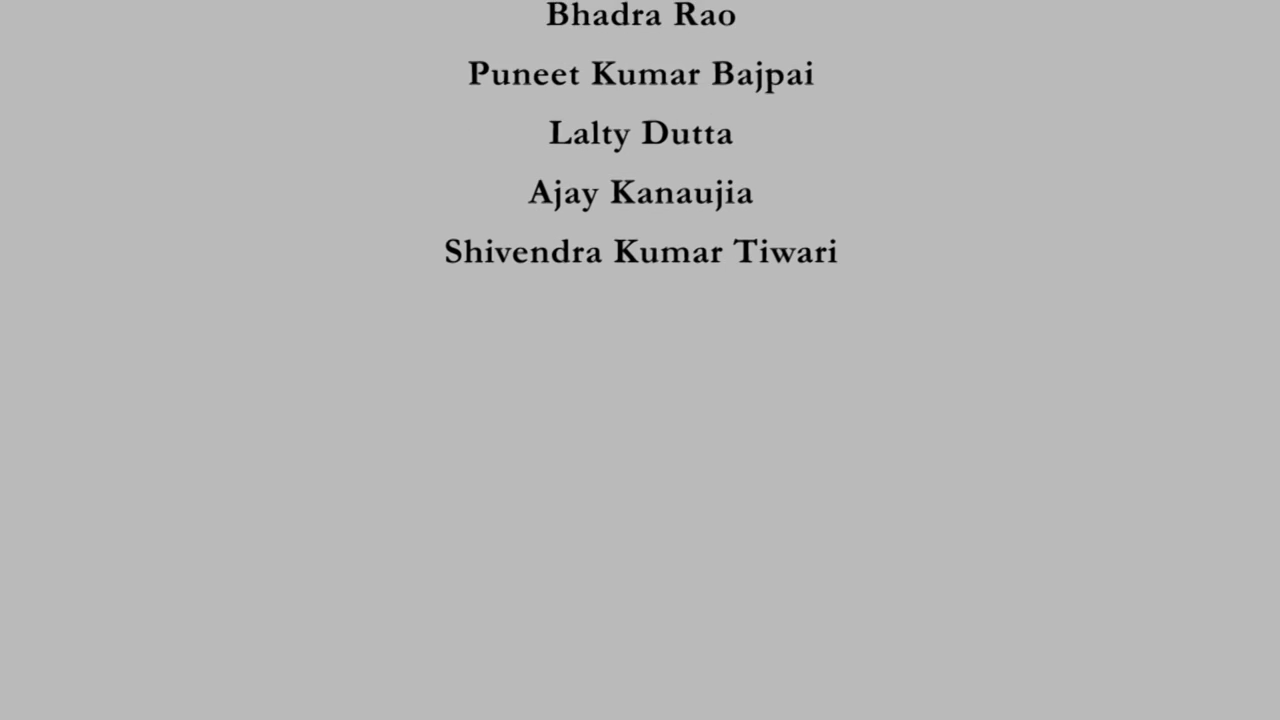 Bhadra Rao
Puneet Kumar Bajpai
Lalty Dutta
Ajay Kanaujia
Shivendra Kumar Tiwari